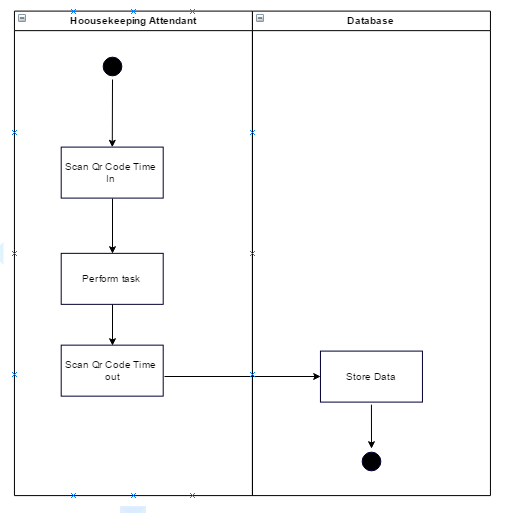 Hoousekeeping Attendant
Database
Scan Qr Code Time
In
Perform task
Scan Qr Code Time
out
Store Data